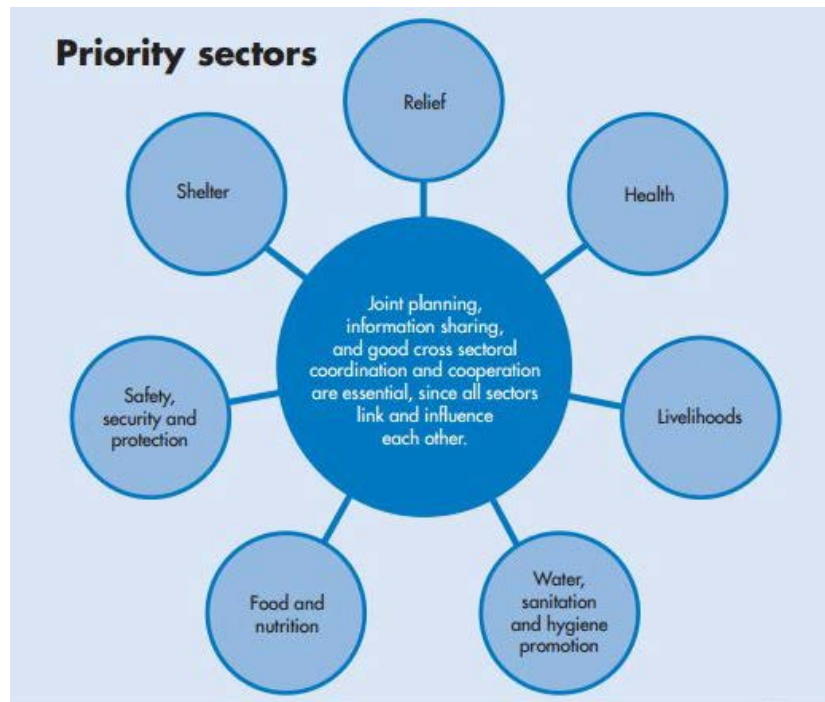 Priority sectors
Relief
Shelter
Health
Joint planning,
information sharing,
and good cross sectoral
coordination and cooperation
are essential, since all sectors
link and influence
each other.
Safety,
security and
protection
Livelihoods
Food and
nutrition
Water,
sanitation
and hygiene
promotion